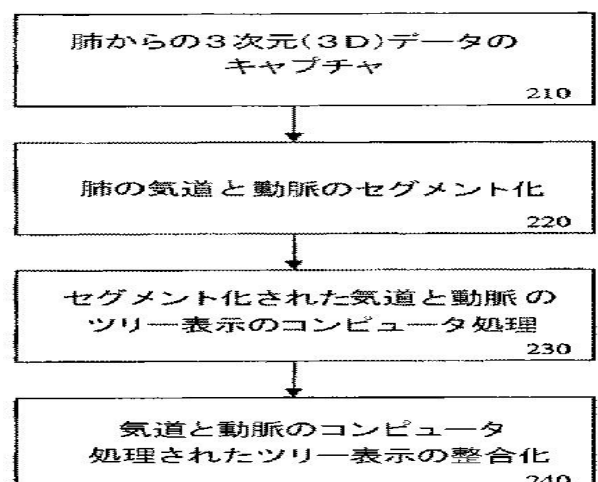 肺からの3次元(3D)データの
キャプチャ
210
肺の気道と動脈のセグメント化
220
セグメント化された気道と動脈の
ツリー表示のコンピュータ処理
230
気道と動脈のコンピュータ
処理されたツリー表示の整合化
240